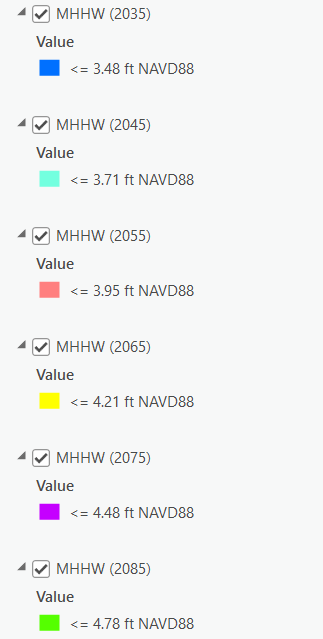 MHHW (2035)
Value
<= 3.48 ft NAVD88
MHHW (2045)
Value
<= 3.71 ft NAVD88
MHHW (2055)
Value
<= 3.95 ft NAVD88
MHHW (2065)
Value
<= 4.21 ft NAVD88
MHHW (2075)
Value
<= 4.48 ft NAVD88
MHHW (2085)
Value
<= 4.78 ft NAVD88